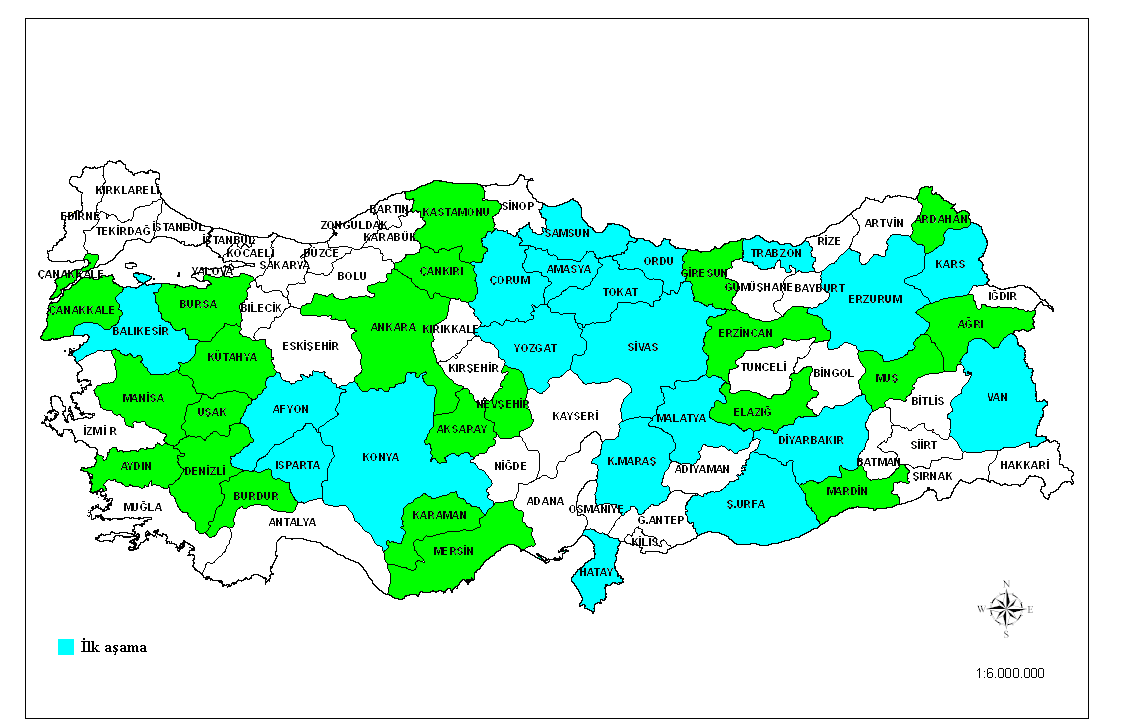 KIRKLARELİ
EDİRNE
TEKİRDAĞ
İSTANBUL
İSTANBUL
KOCAELİ
YALOVA
SAKARYA
DÜZCE
ZONGULDAK
BARTIN
KARABÜK
KASTAMONU
SİNOP
SAMSUN
ÇANAKKALE
ÇANAKKALE
BALIKESİR
BURSA
BİLECİK
BOLU
ÇANKIRI
ÇORUM
AMASYA
ORDU
TOKAT
GİRESUN
TRABZON
GÜMÜŞHANE
BAYBURT
RİZE
ARTVİN
ARDAHAN
KARS
IĞDIR
ERZURUM
AĞRI
KÜTAHYA
ESKİŞEHİR
ANKARA
KIRIKKALE
KIRŞEHİR
YOZGAT
SİVAS
ERZİNCAN
TUNCELİ
BİNGOL
MUŞ
BİTLİS
VAN
MANİSA
UŞAK
AFYON
İZMİR
AYDIN
DENİZLİ
ISPARTA
BURDUR
MUĞLA
ANTALYA
KONYA
AKSARAY
NEVŞEHİR
KAYSERİ
NİĞDE
KARAMAN
MERSİN
ADANA
OSMANİYE
HATAY
KİLİS
G.ANTEP
K.MARAŞ
MALATYA
ELAZIĞ
ADIYAMAN
Ş.URFA
DİYARBAKIR
MARDİN
BATMAN
SİİRT
ŞIRNAK
HAKKARİ
N
W
E
S
İlk aşama
1:6.000.000